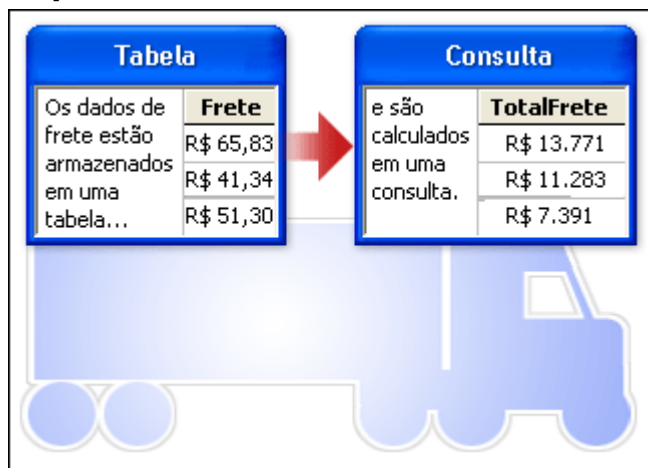 Tabela
Os dados de
frete estão
armazenados
em uma
tabela...
Frete
R$ 65,83
R$ 41,34
R$ 51,30
Consulta
e são
calculados
em uma
consulta.
TotalFrete
R$ 13.771
R$ 11.283
R$ 7.391